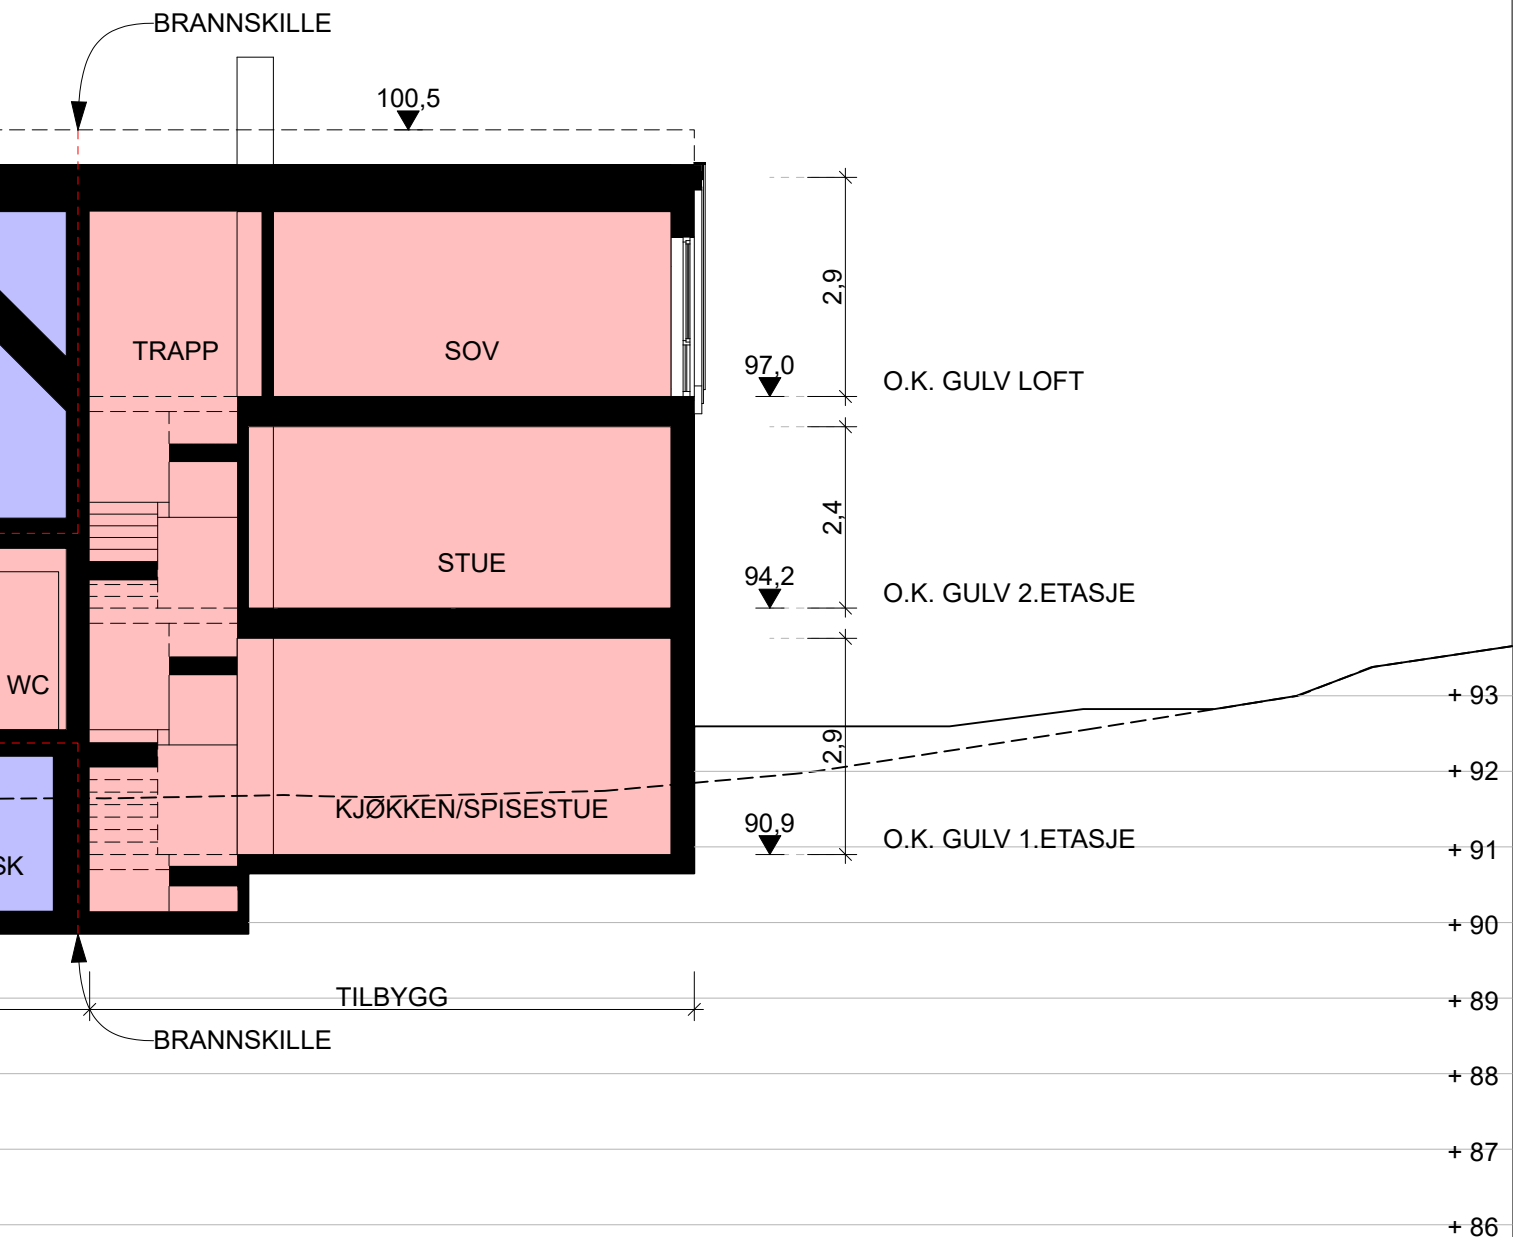 BRANNSKILLE
100,5
2,9
TRAPP
SOV
97,0
O.K. GULV LOFT
2,4
STUE
94,2
O.K. GULV 2.ETASJE
WC
+ 93
2,9
+ 92
KJØKKEN/SPISESTUE
90,9
O.K. GULV 1.ETASJE
+ 91
SK
+ 90
TILBYGG
+ 89
BRANNSKILLE
+ 88
+ 87
+ 86